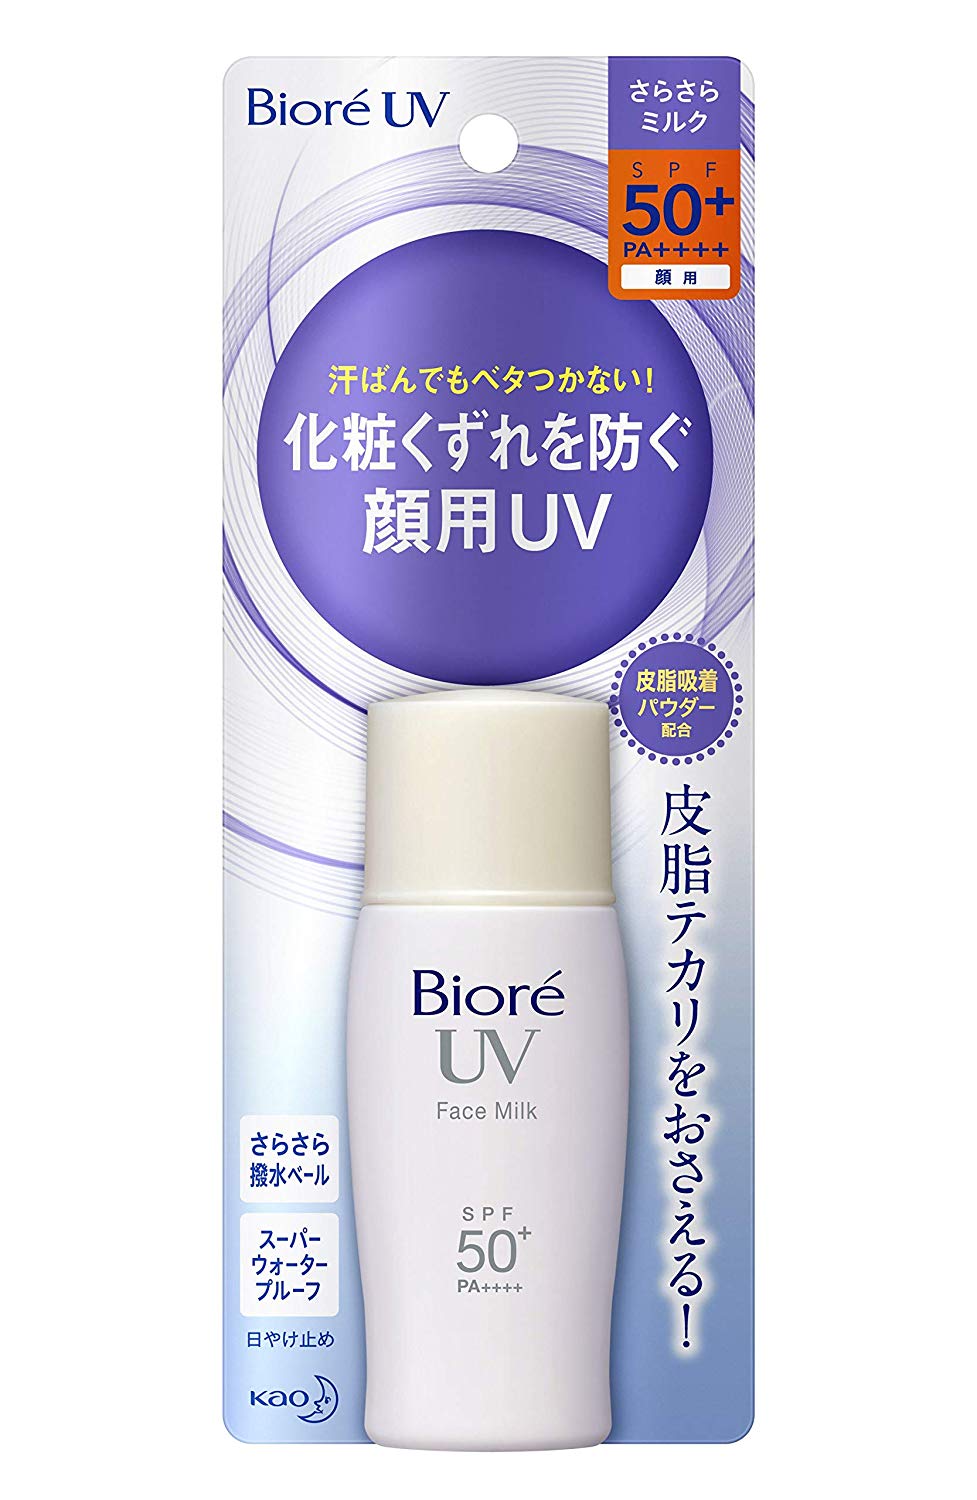 Bioré UV
さらさら
ミルク
SPF
50+
PA++++
顔用
汗ばんでもベタつかない!
化粧くずれを防ぐ
顔用UV
皮脂吸着
パウダー
配合
皮脂テカリをおさえる!
Bioré
UV
Face Milk
SPF
50+
PA++++
さらさら
撥水ベール
スーパー
ウォーター
プルーフ
日やけ止め
Kao